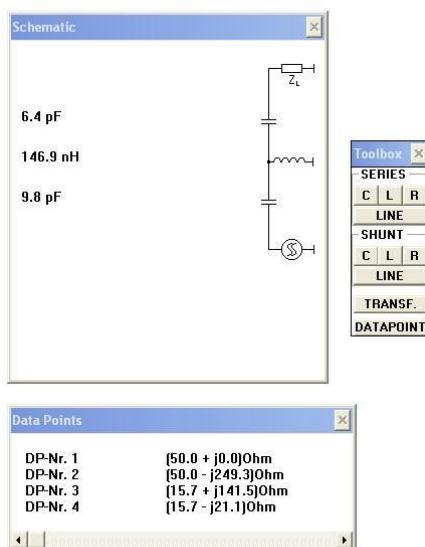 Schematic
Z_L
6.4 pF
146.9 nH
9.8 pF
Toolbox
SERIES
C L R
LINE
SHUNT
C L R
LINE
TRANSF.
DATAPOINT
Data Points
DP-Nr. 1 (50.0 + j0.0)Ohm
DP-Nr. 2 (50.0 - j249.3)Ohm
DP-Nr. 3 (15.7 + j141.5)Ohm
DP-Nr. 4 (15.7 - j21.1)Ohm